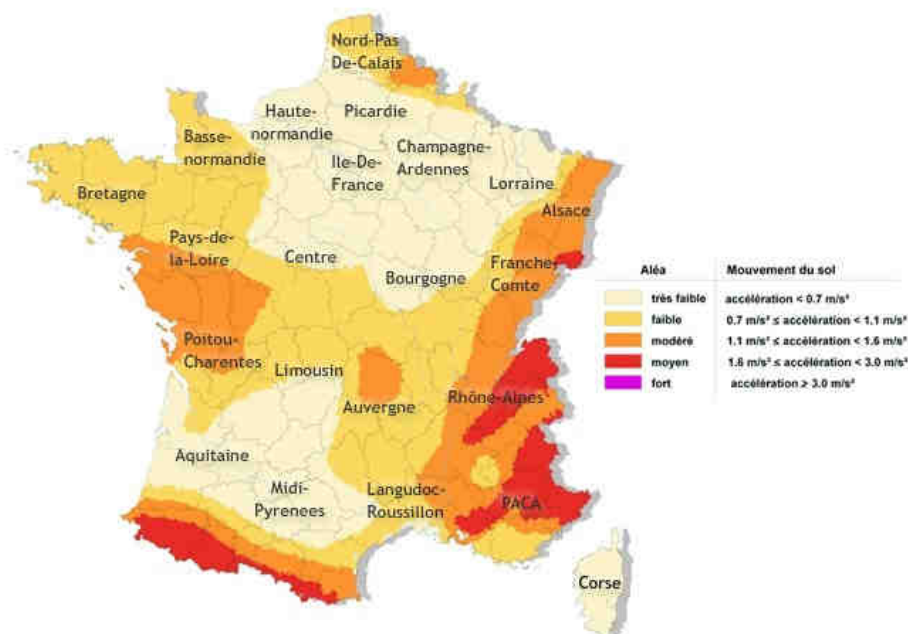 Nord-Pas
De-Calais
Haute-
normandie
Picardie
Basse-
normandie
Ile-De-
France
Champagne-
Ardennes
Lorraine
Alsace
Bretagne
Pays-de-
la-Loire
Centre
Bourgogne
Franche-
Comte
Poitou-
Charentes
Limousin
Auvergne
Rhône-Alpes
Aquitaine
Midi-
Pyrenees
Langudoc-
Roussillon
PACA
Corse
Aléa Mouvement du sol
très faible accélération < 0.7 m/s²
faible 0.7 m/s² ≤ accélération < 1.1 m/s²
modéré 1.1 m/s² ≤ accélération < 1.6 m/s²
moyen 1.6 m/s² ≤ accélération < 3.0 m/s²
fort accélération ≥ 3.0 m/s²